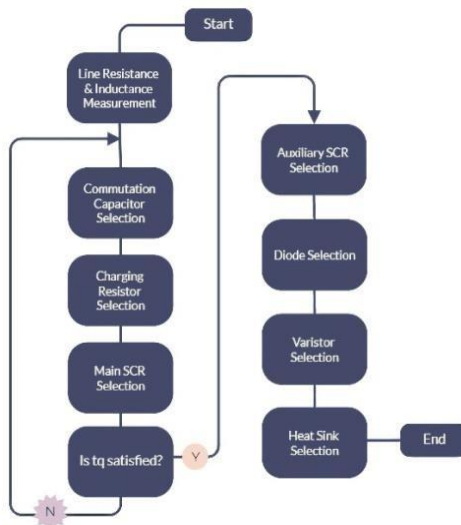 Start
Line Resistance
& Inductance
Measurement
Commutation
Capacitor
Selection
Charging
Resistor
Selection
Main SCR
Selection
Is tq satisfied?
N
Y
Auxiliary SCR
Selection
Diode Selection
Varistor
Selection
Heat Sink
Selection
End